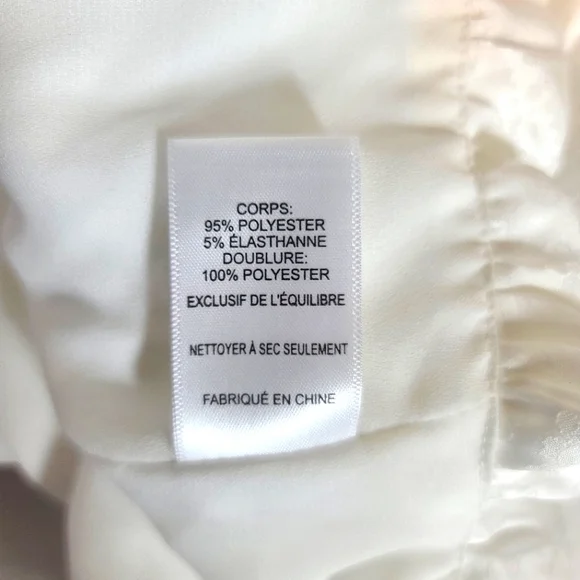 CORPS:
95% POLYESTER
5% ÉLASTHANNE
DOUBLURE:
100% POLYESTER
EXCLUSIF DE L'ÉQUILIBRE
NETTOYER À SEC SEULEMENT
FABRIQUÉ EN CHINE